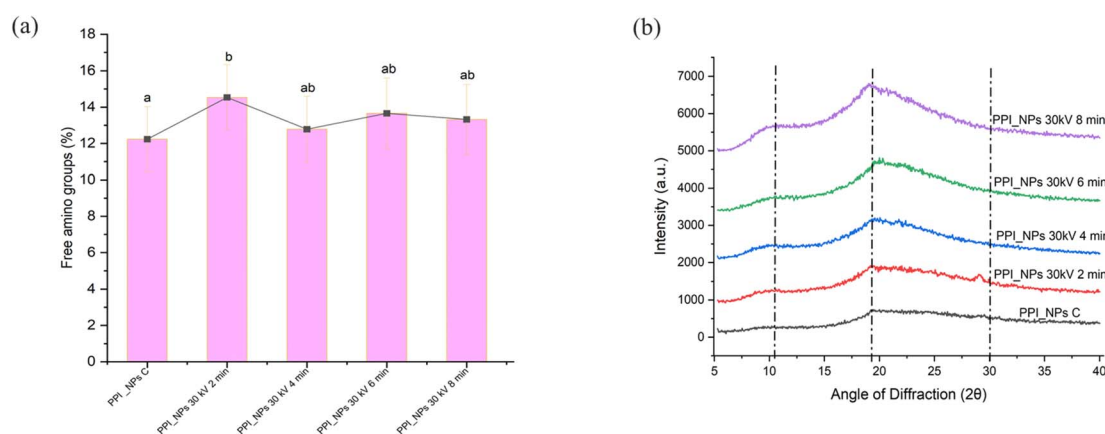 (a)
18
16
14
12
10
8
6
4
2
0
Free amino groups (%)
a
b
ab
ab
ab
PPI_NPs C
PPI_NPs 30 kV 2 min
PPI_NPs 30 kV 4 min
PPI_NPs 30 kV 6 min
PPI_NPs 30 kV 8 min
(b)
7000
6000
5000
4000
3000
2000
1000
0
Intensity (a.u.)
PPI_NPs 30kV 8 min
PPI_NPs 30kV 6 min
PPI_NPs 30kV 4 min
PPI_NPs 30kV 2 min
PPI_NPs C
5 10 15 20 25 30 35 40
Angle of Diffraction (2θ)